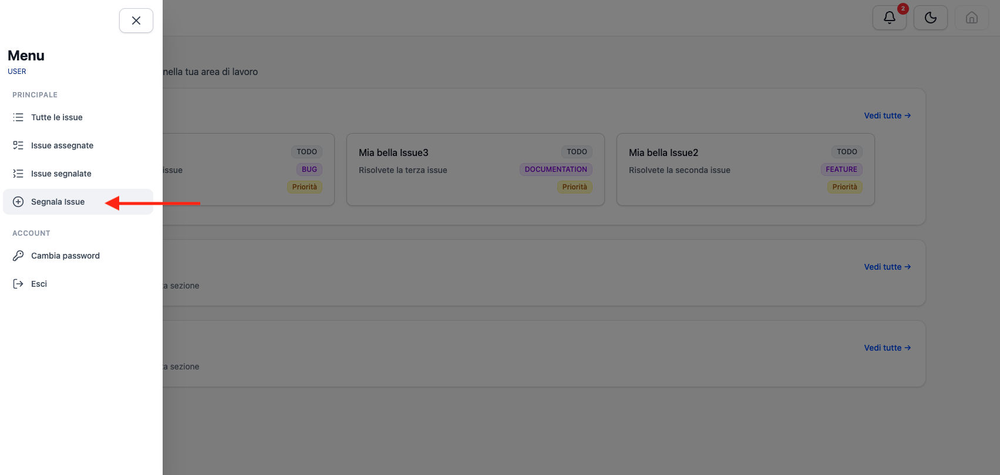 2
Menu
USER
PRINCIPALE
Tutte le issue
Issue assegnate
Issue segnalate
Segnala Issue
ACCOUNT
Cambia password
Esci
nella tua area di lavoro
Vedi tutte →
TODO
issue
BUG
Priorità
Mia bella Issue3
TODO
Risolvete la terza issue
DOCUMENTATION
Priorità
Mia bella Issue2
TODO
Risolvete la seconda issue
FEATURE
Priorità
Vedi tutte →
sezione
Vedi tutte →
sezione